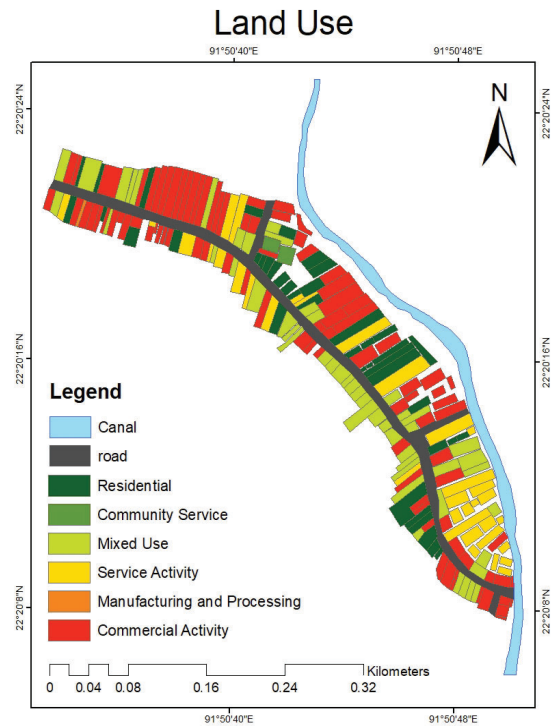 Land Use
91°50'40"E
91°50'48"E
22°20'24"N
22°20'24"N
N
22°20'16"N
22°20'16"N
Legend
Canal
road
Residential
Community Service
Mixed Use
Service Activity
Manufacturing and Processing
Commercial Activity
22°20'8"N
22°20'8"N
Kilometers
0 0.04 0.08 0.16 0.24 0.32
91°50'40"E
91°50'48"E